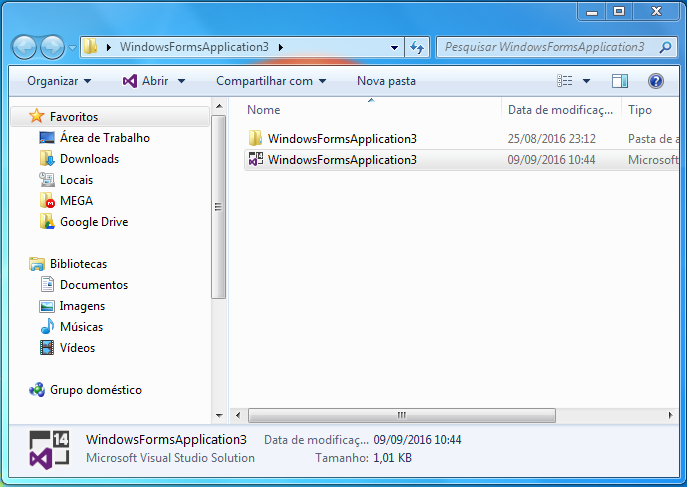 WindowsFormsApplication3
Pesquisar WindowsFormsApplication3
Organizar Abrir Compartilhar com Nova pasta
Favoritos
Área de Trabalho
Downloads
Locais
MEGA
Google Drive
Bibliotecas
Documentos
Imagens
Músicas
Vídeos
Grupo doméstico
Nome Data de modificaç... Tipo
WindowsFormsApplication3 25/08/2016 23:12 Pasta de a
14 WindowsFormsApplication3 09/09/2016 10:44 Microsoft
14
WindowsFormsApplication3 Data de modificaç... 09/09/2016 10:44
Microsoft Visual Studio Solution Tamanho: 1,01 KB